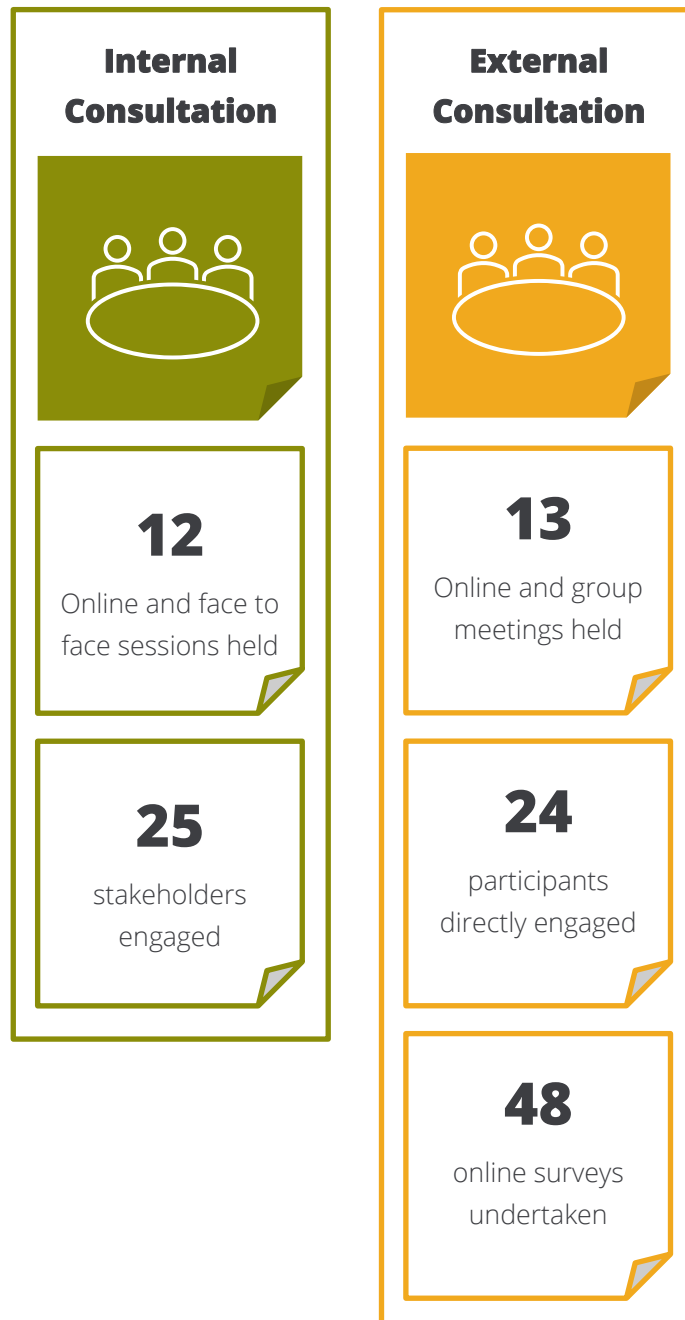 Internal
Consultation
12
Online and face to
face sessions held
25
stakeholders
engaged
External
Consultation
13
Online and group
meetings held
24
participants
directly engaged
48
online surveys
undertaken